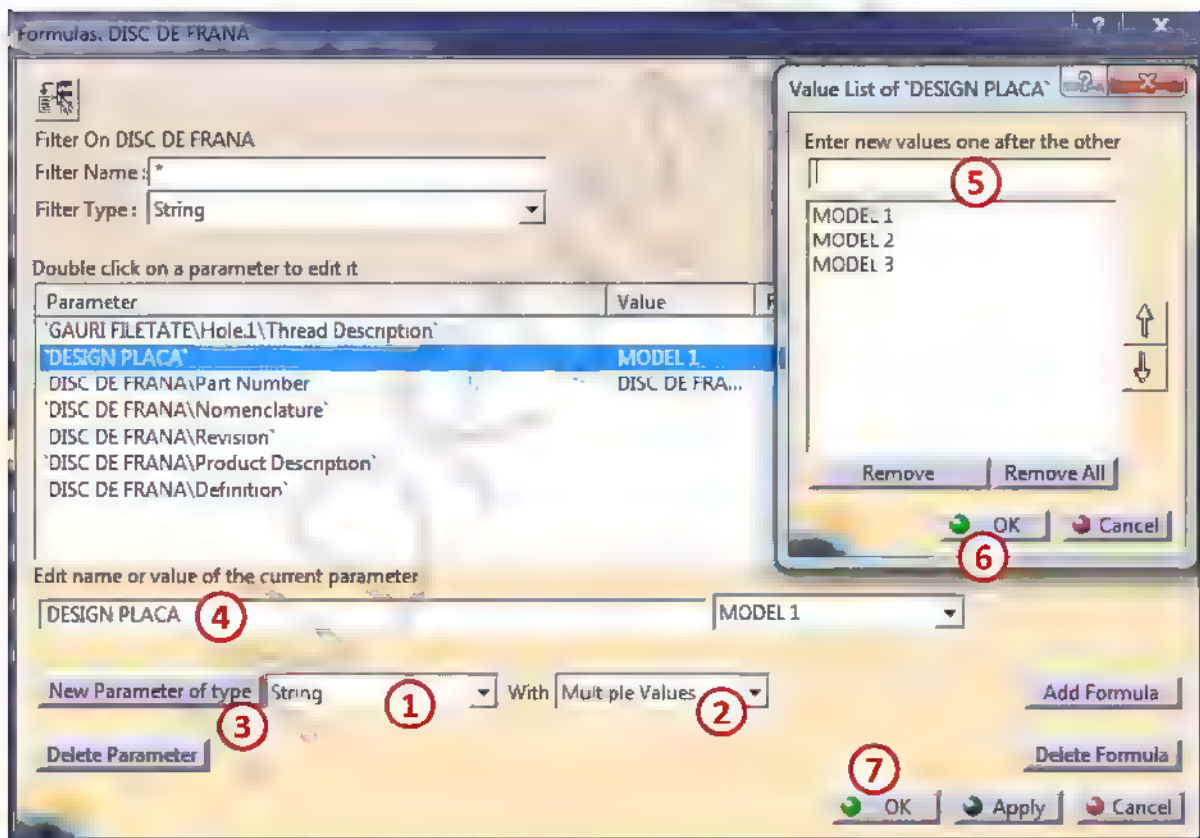 Formulas. DISC DE FRANA
Filter On DISC DE FRANA
Filter Name : *
Filter Type : String
Double click on a parameter to edit it
Parameter Value
`GAURI FILETATE\Hole.1\Thread Description`
`DESIGN PLACA` MODEL 1
DISC DE FRANA\Part Number DISC DE FRA...
`DISC DE FRANA\Nomenclature`
DISC DE FRANA\Revision`
`DISC DE FRANA\Product Description`
DISC DE FRANA\Definition`
Edit name or value of the current parameter
DESIGN PLACA 4 MODEL 1
New Parameter of type String 1 With Multiple Values 2 Add Formula
3
Delete Parameter Delete Formula
7
OK Apply Cancel
Value List of `DESIGN PLACA` ?
Enter new values one after the other
5
MODEL 1
MODEL 2
MODEL 3
Remove Remove All
OK Cancel
6